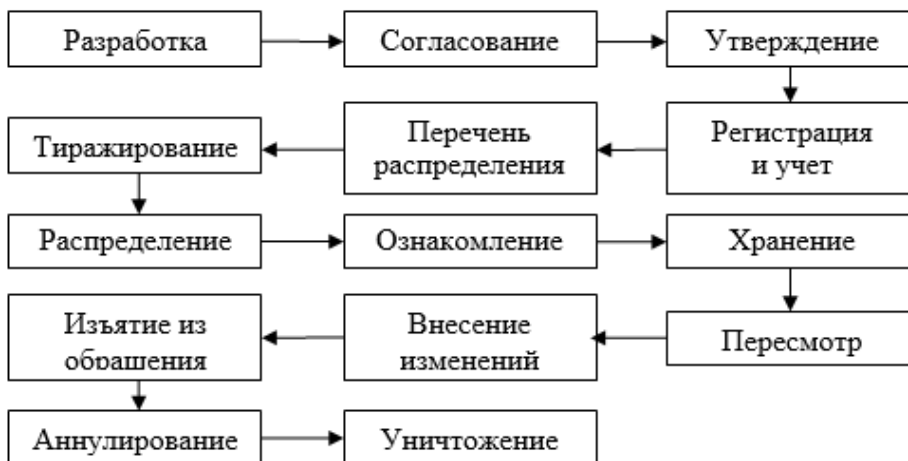 Разработка
Согласование
Утверждение
Регистрация
и учет
Перечень
распределения
Тиражирование
Распределение
Ознакомление
Хранение
Пересмотр
Внесение
изменений
Изъятие из
обращения
Аннулирование
Уничтожение